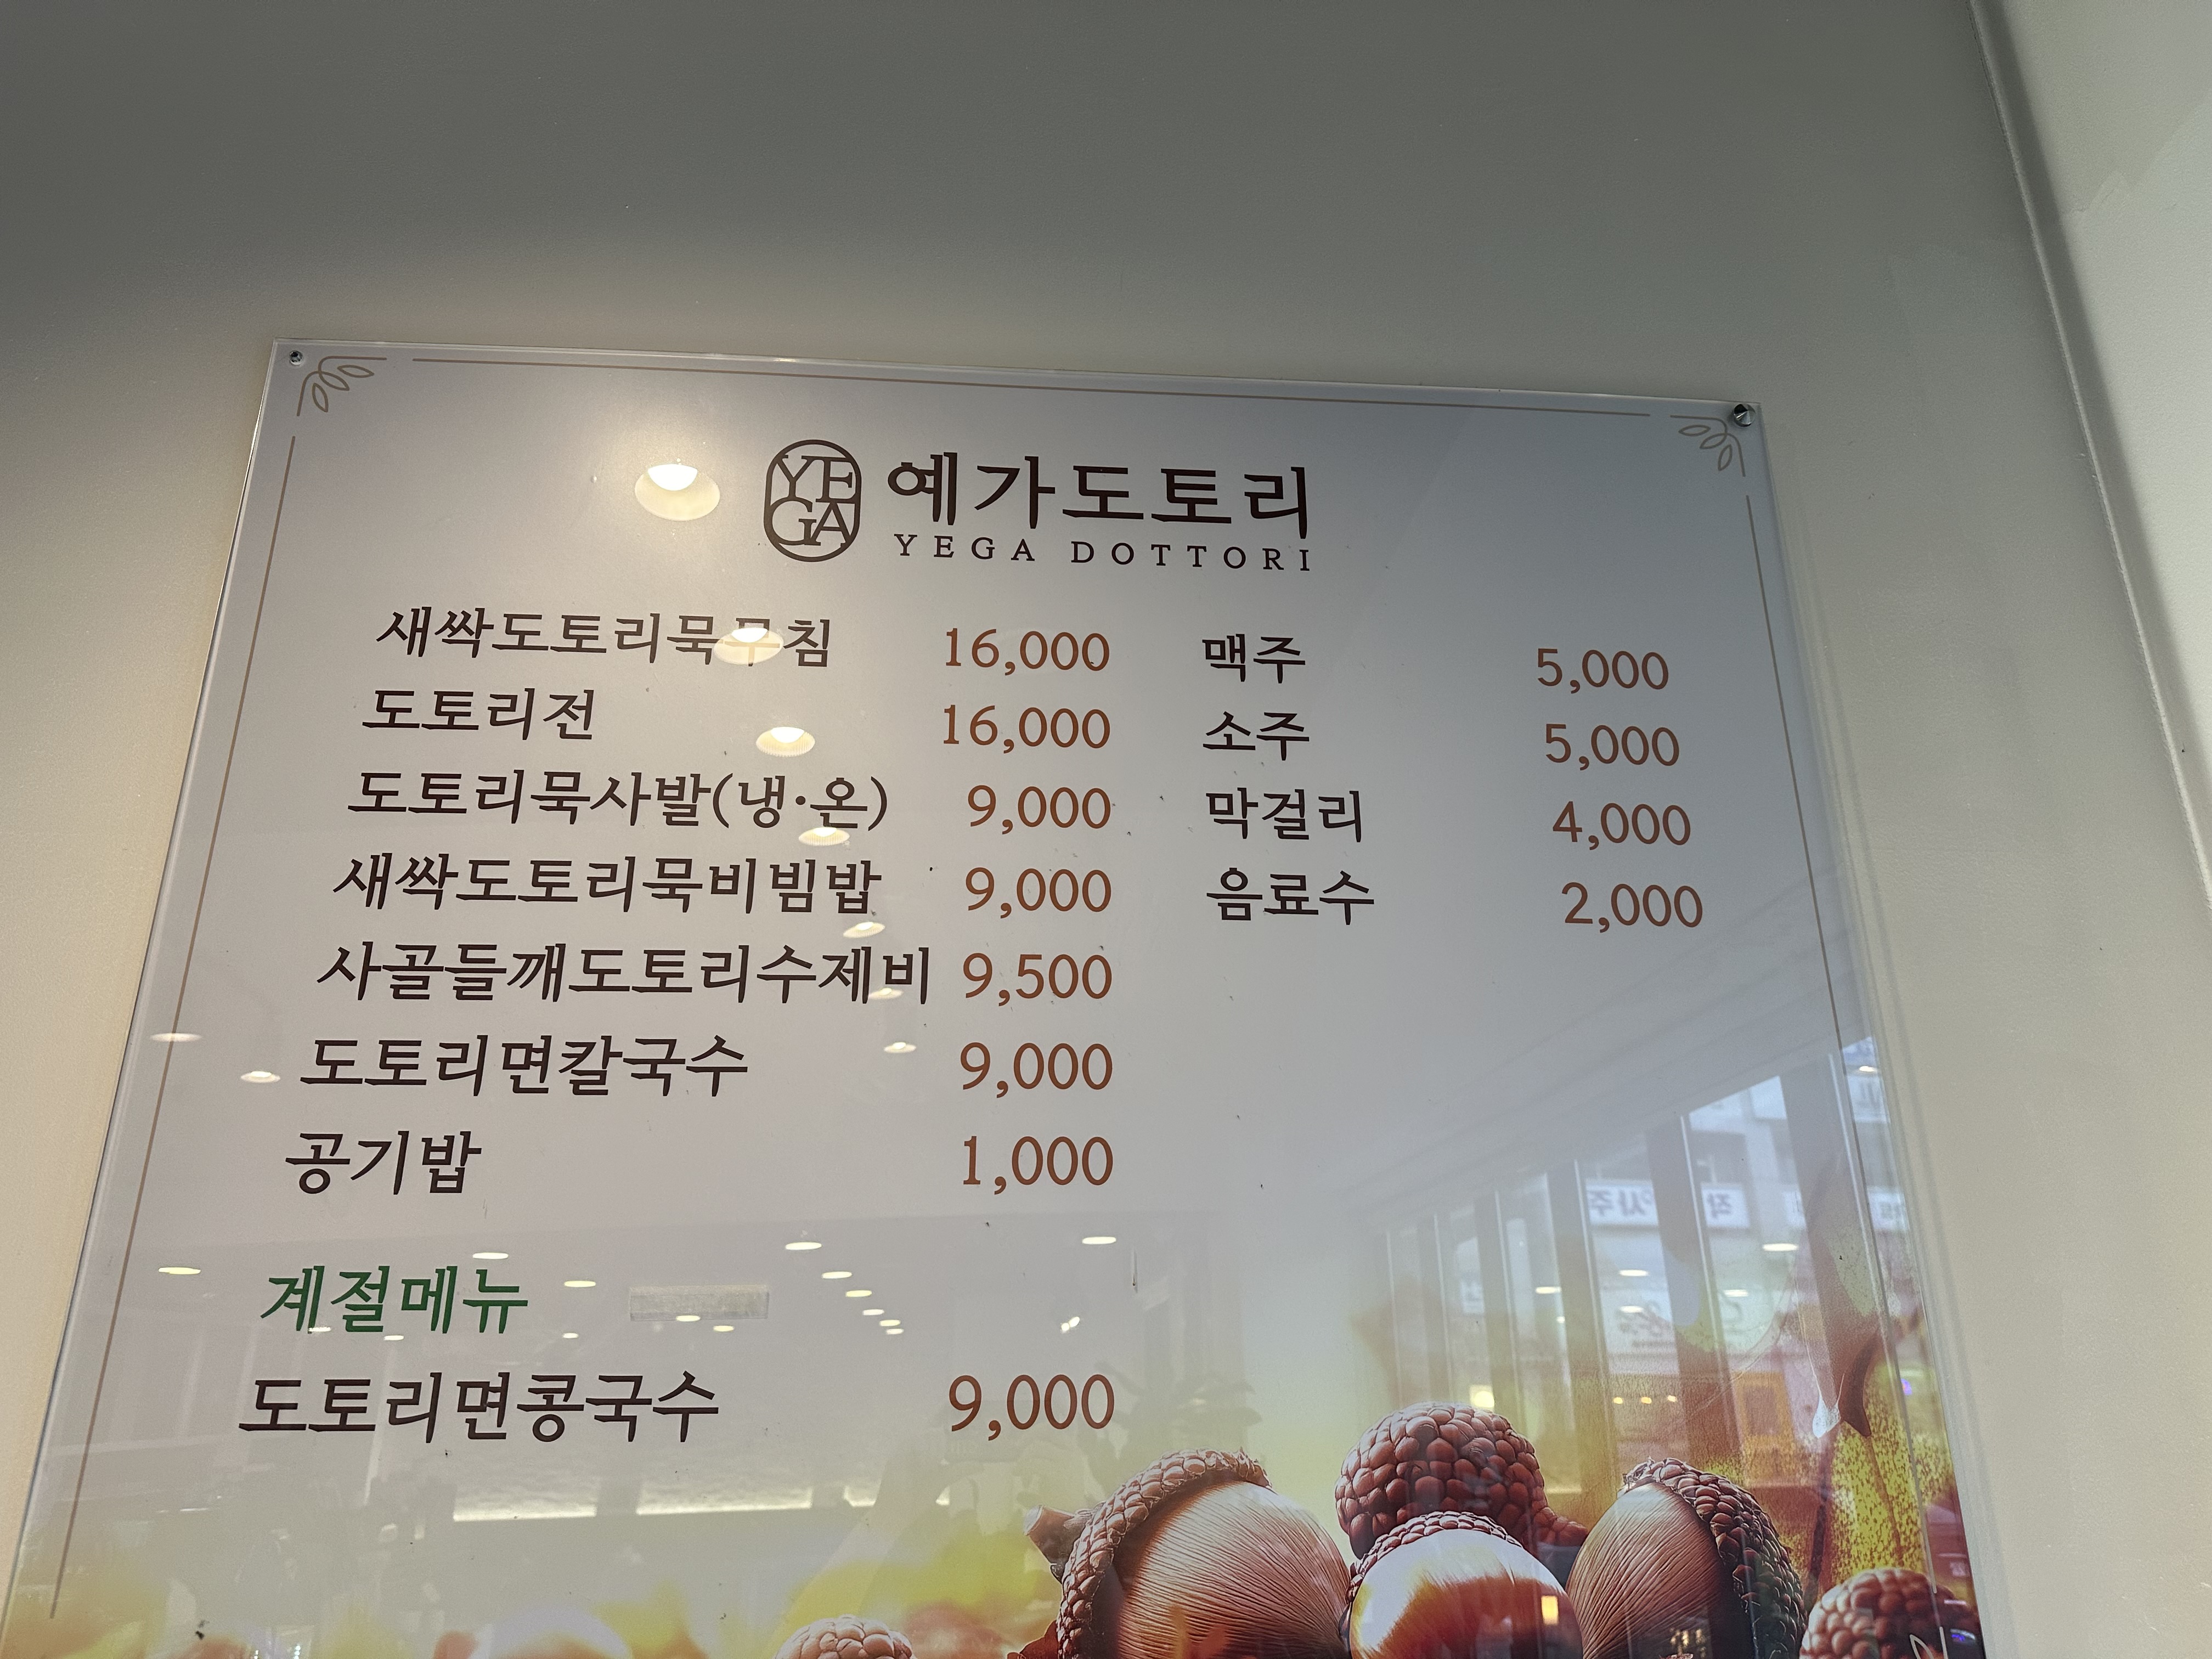 YE
GA
예가도토리
YEGA DOTTORI
새싹도토리묵무침 16,000
도토리전 16,000
도토리묵사발(냉·온) 9,000
새싹도토리묵비빔밥 9,000
사골들깨도토리수제비 9,500
도토리면칼국수 9,000
공기밥 1,000
맥주 5,000
소주 5,000
막걸리 4,000
음료수 2,000
계절메뉴
도토리면콩국수 9,000